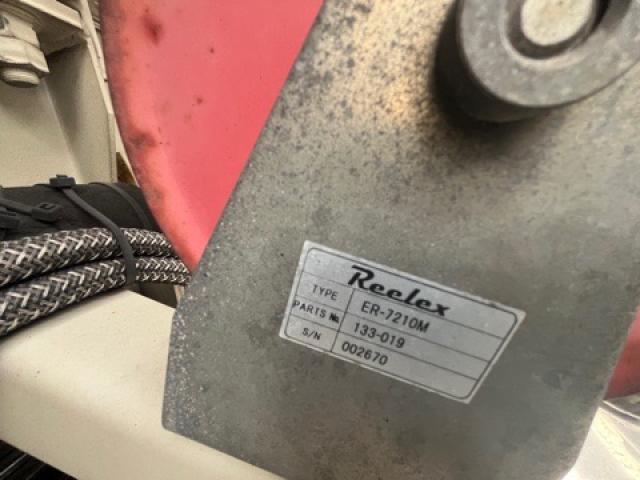 Reelex
TYPE ER-7210M
PARTS № 133-019
S/N 002670